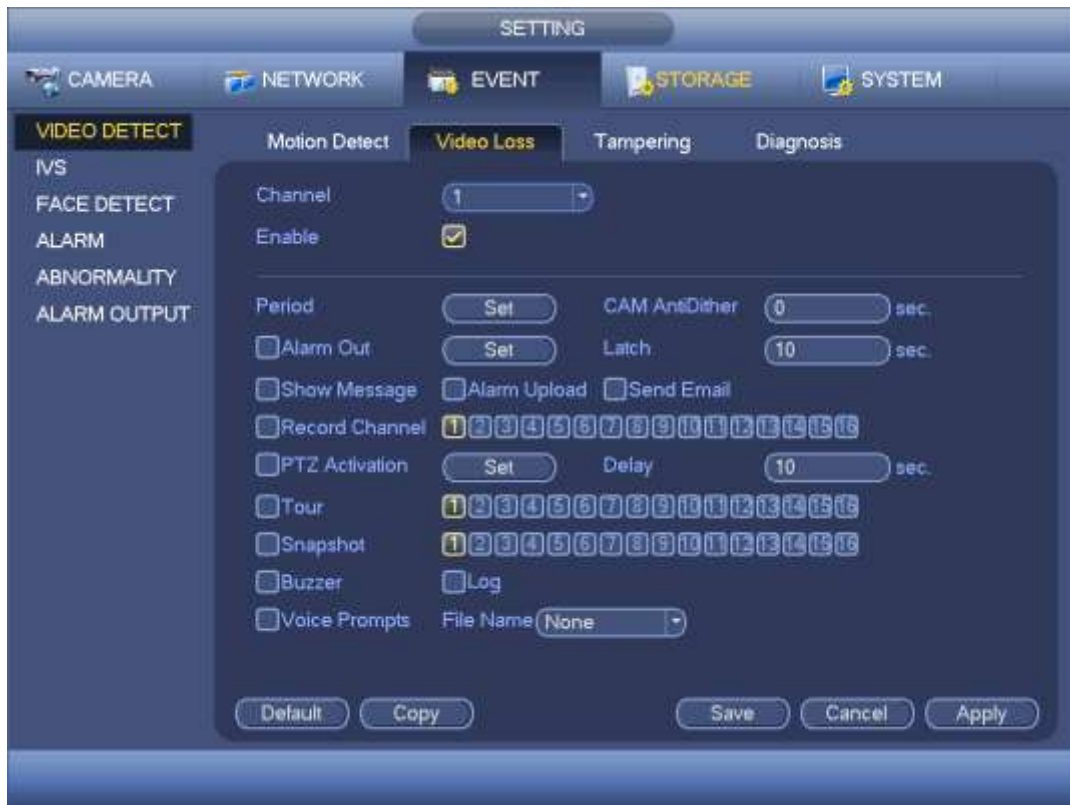 SETTING
CAMERA NETWORK EVENT STORAGE SYSTEM
VIDEO DETECT
IVS
FACE DETECT
ALARM
ABNORMALITY
ALARM OUTPUT
Motion Detect Video Loss Tampering Diagnosis
Channel 1
Enable
Period Set CAM AntiDither 0 sec.
Alarm Out Set Latch 10 sec.
Show Message Alarm Upload Send Email
Record Channel 1 2 3 4 5 6 7 8 9 10 11 12 13 14 15 16
PTZ Activation Set Delay 10 sec.
Tour 1 2 3 4 5 6 7 8 9 10 11 12 13 14 15 16
Snapshot 1 2 3 4 5 6 7 8 9 10 11 12 13 14 15 16
Buzzer Log
Voice Prompts File Name None
Default Copy Save Cancel Apply